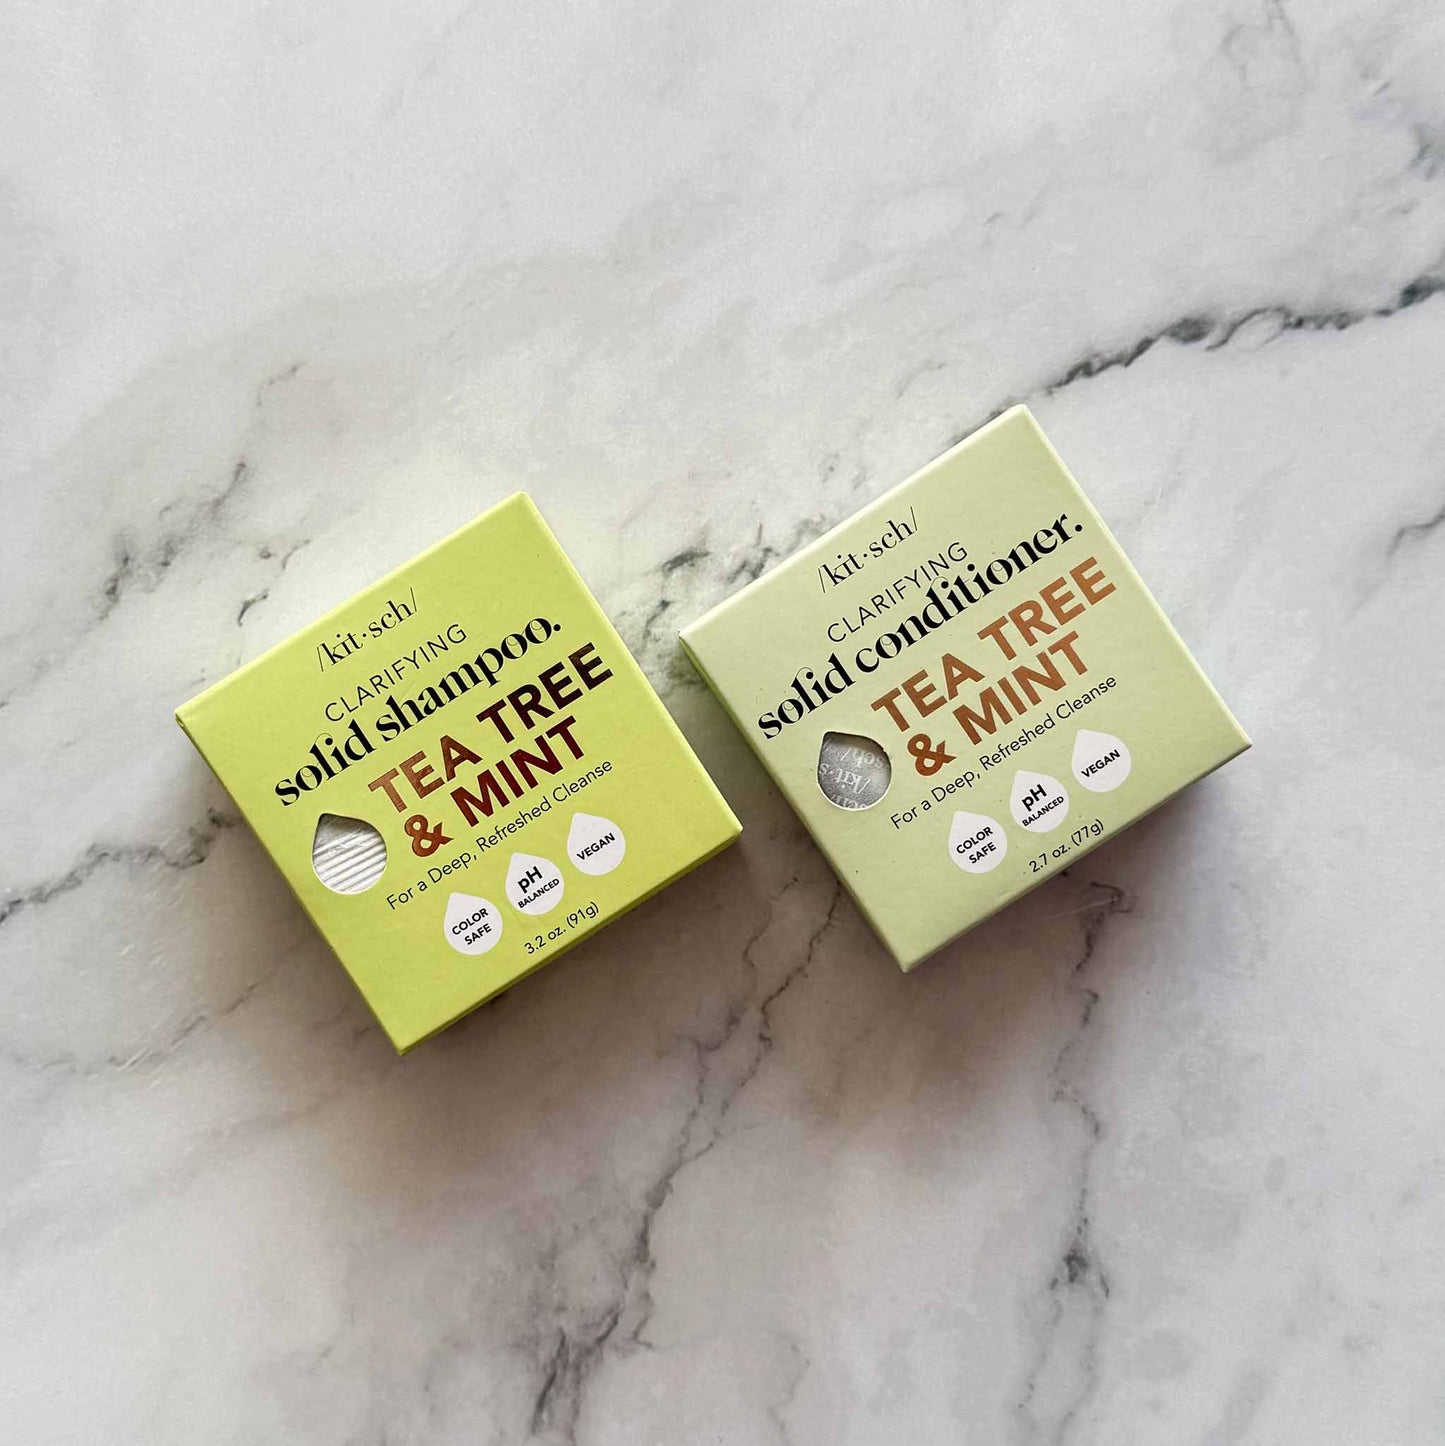 /kit·sch/
CLARIFYING
solid shampoo.
TEA TREE
& MINT
For a Deep, Refreshed Cleanse
COLOR
SAFE
pH
BALANCED
VEGAN
3.2 oz. (91g)
/kit·sch/
CLARIFYING
solid conditioner.
TEA TREE
& MINT
For a Deep, Refreshed Cleanse
COLOR
SAFE
pH
BALANCED
VEGAN
2.7 oz. (77g)
/kit·s
sch/